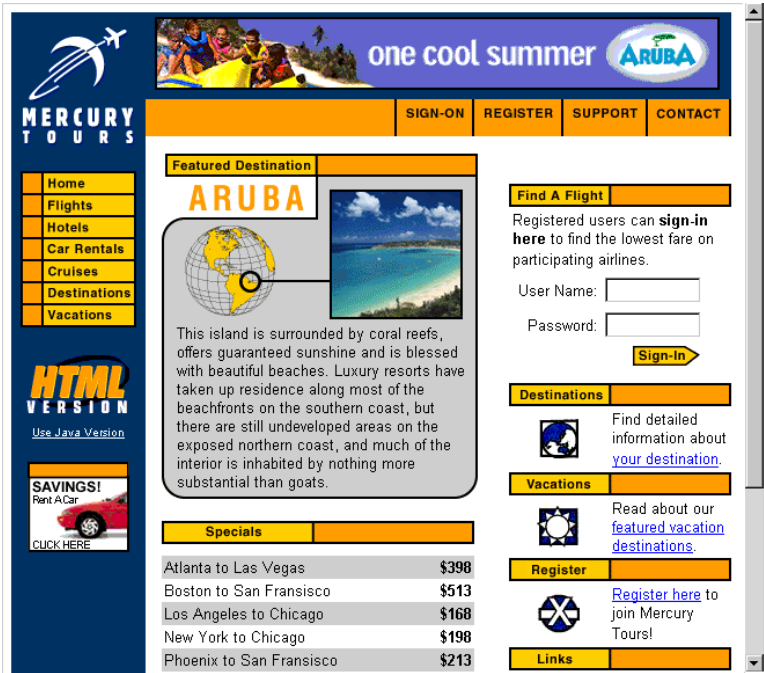 one cool summer ARUBA
MERCURY
TOURS
SIGN-ON REGISTER SUPPORT CONTACT
Home
Flights
Hotels
Car Rentals
Cruises
Destinations
Vacations
HTML
VERSION
Use Java Version
SAVINGS!
Rent A Car
CLICK HERE
Featured Destination
ARUBA
This island is surrounded by coral reefs,
offers guaranteed sunshine and is blessed
with beautiful beaches. Luxury resorts have
taken up residence along most of the
beachfronts on the southern coast, but
there are still undeveloped areas on the
exposed northern coast, and much of the
interior is inhabited by nothing more
substantial than goats.
Specials
Atlanta to Las Vegas $398
Boston to San Fransisco $513
Los Angeles to Chicago $168
New York to Chicago $198
Phoenix to San Fransisco $213
Find A Flight
Registered users can sign-in
here to find the lowest fare on
participating airlines.
User Name:
Password:
Sign-In
Destinations
Find detailed
information about
your destination.
Vacations
Read about our
featured vacation
destinations.
Register
Register here to
join Mercury
Tours!
Links